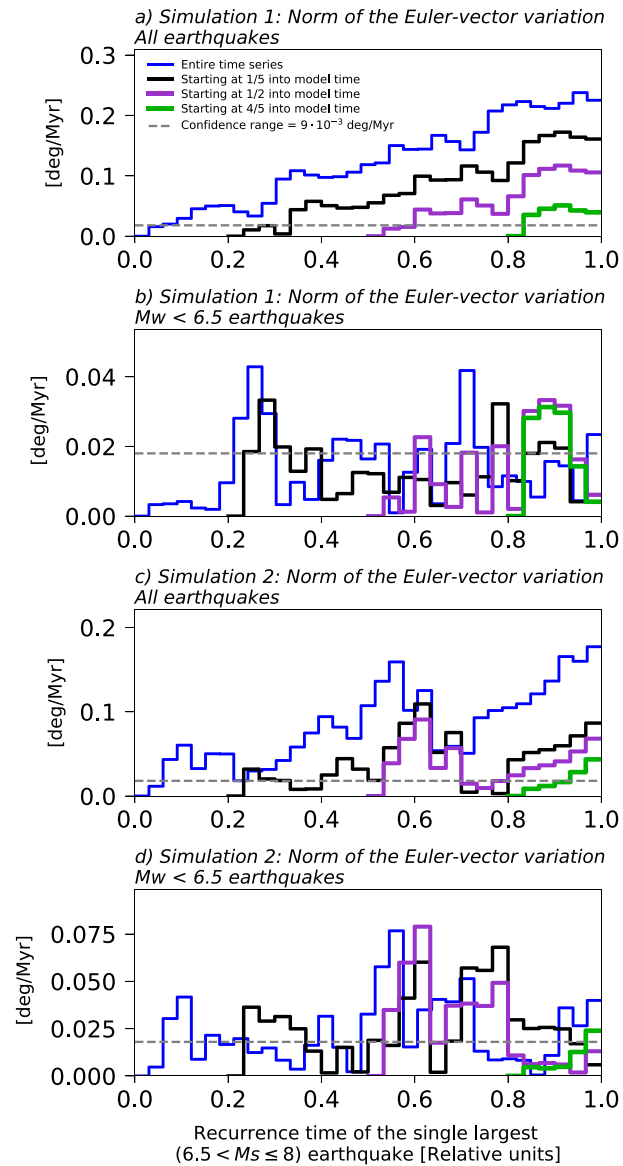 a) Simulation 1: Norm of the Euler-vector variation
All earthquakes
0.3
0.2
0.1
0.0
[deg/Myr]
Entire time series
Starting at 1/5 into model time
Starting at 1/2 into model time
Starting at 4/5 into model time
Confidence range = 9·10⁻³ deg/Myr
0.0 0.2 0.4 0.6 0.8 1.0
b) Simulation 1: Norm of the Euler-vector variation
Mw < 6.5 earthquakes
0.04
0.02
0.00
[deg/Myr]
0.0 0.2 0.4 0.6 0.8 1.0
c) Simulation 2: Norm of the Euler-vector variation
All earthquakes
0.2
0.1
0.0
[deg/Myr]
0.0 0.2 0.4 0.6 0.8 1.0
d) Simulation 2: Norm of the Euler-vector variation
Mw < 6.5 earthquakes
0.075
0.050
0.025
0.000
[deg/Myr]
0.0 0.2 0.4 0.6 0.8 1.0
Recurrence time of the single largest
(6.5 < Ms ≤ 8) earthquake [Relative units]